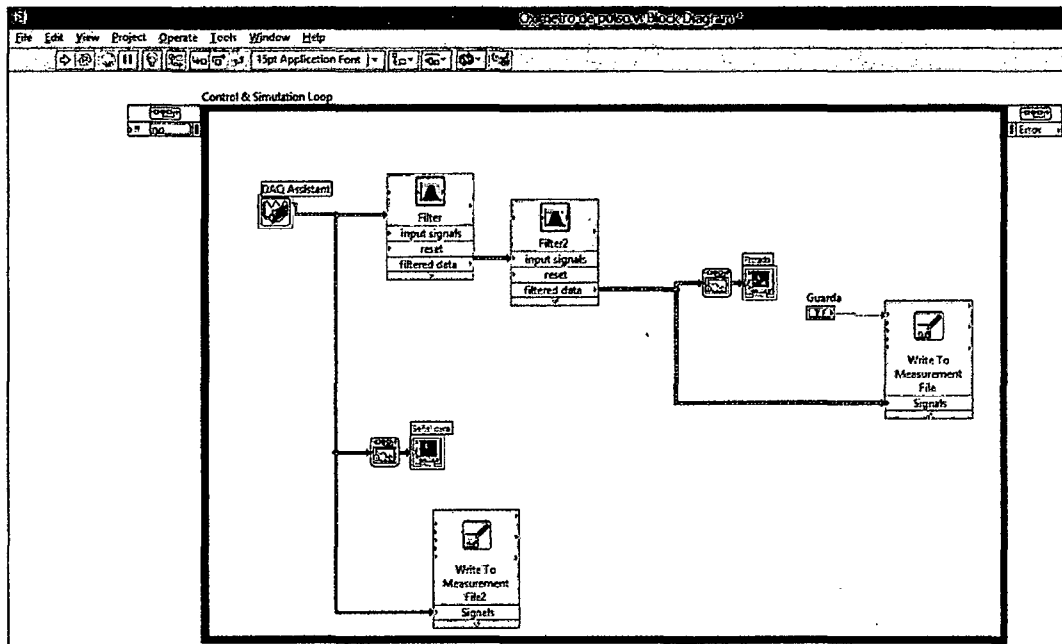 Oxímetro de pulso.vi Block Diagram *
File Edit View Project Operate Tools Window Help
15pt Application Font
Control & Simulation Loop
Error
DAQ Assistant
Filter
input signals
reset
filtered data
Filter2
input signals
reset
filtered data
Guarda
Write To
Measurement
File
Signals
Write To
Measurement
File2
Signals